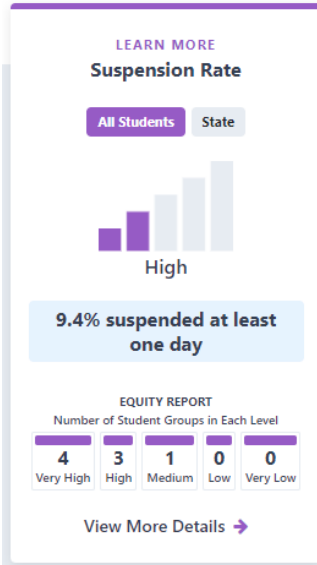 LEARN MORE
Suspension Rate
All Students State
High
9.4% suspended at least
one day
EQUITY REPORT
Number of Student Groups in Each Level
4 3 1 0 0
Very High High Medium Low Very Low
View More Details →